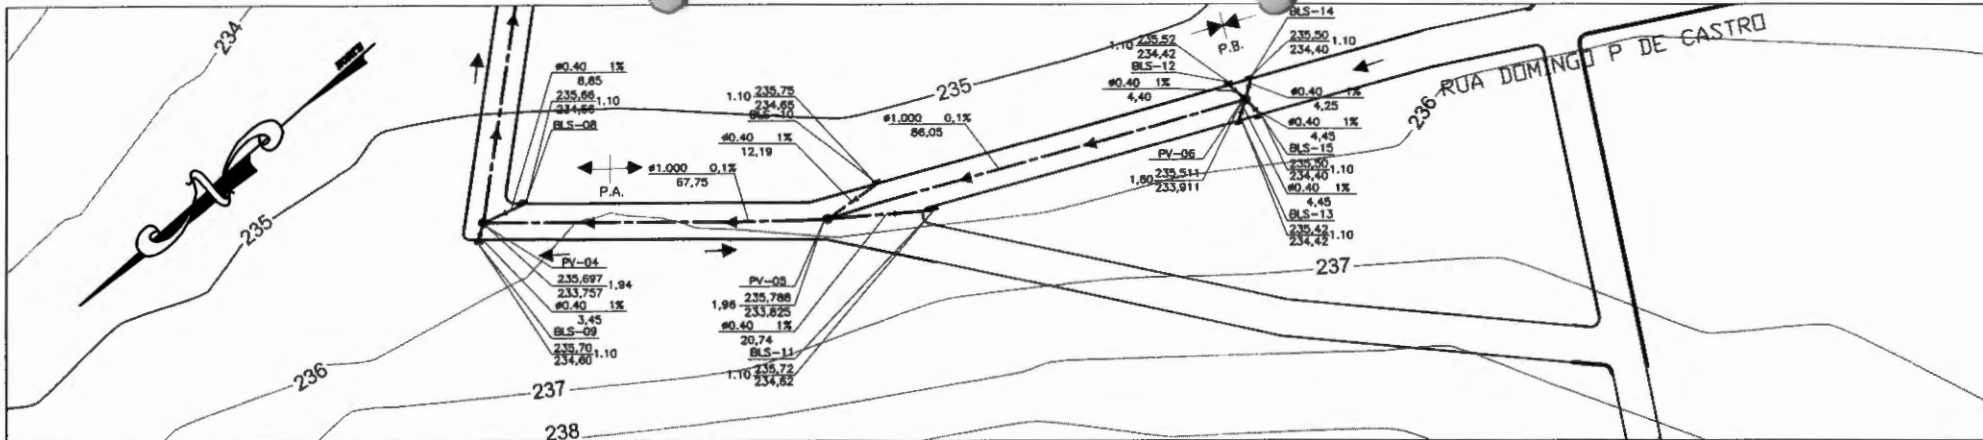 234
235
236
237
238
235
236
237
NORTE
ø0.40 1%
8,85
235,66
234,56
1.10
BLS-08
PV-04
235,697
233,757
1,94
ø0.40 1%
3,45
BLS-09
235,70
234,60
1.10
P.A.
ø1.000 0,1%
67,75
1.10
235,75
234,65
BLS-10
ø0.40 1%
12,19
PV-05
1,96
235,788
233,825
ø0.40 1%
20,74
BLS-11
1.10
235,72
234,62
ø1.000 0,1%
86,05
1.10
235,52
234,42
BLS-12
ø0.40 1%
4,40
P.B.
BLS-14
235,50
234,40
1.10
ø0.40 1%
4,25
ø0.40 1%
4,45
BLS-15
235,50
234,40
1.10
ø0.40 1%
4,45
BLS-13
235,42
234,42
1.10
PV-06
1,60
235,511
233,911
RUA DOMINGO P DE CASTRO